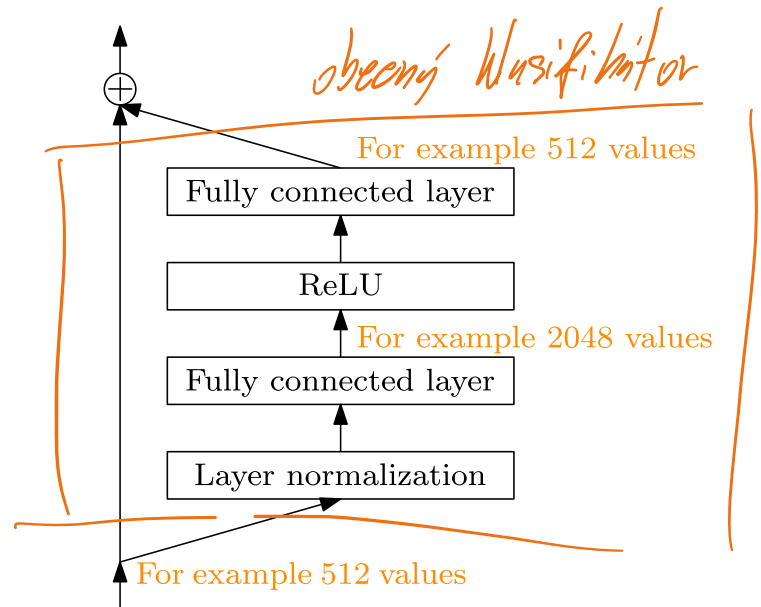 obecný klasifikátor
For example 512 values
Fully connected layer
ReLU
For example 2048 values
Fully connected layer
Layer normalization
For example 512 values